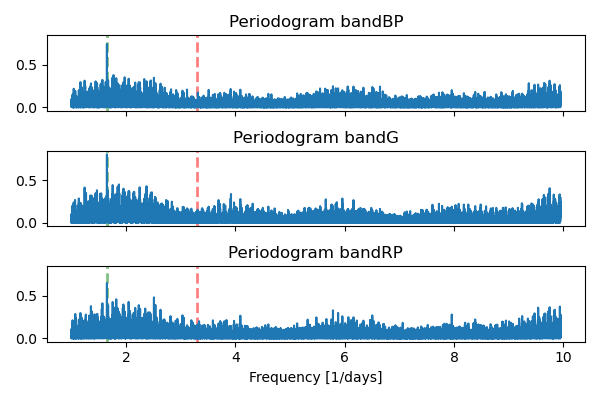 Periodogram bandBP
0.5
0.0
Periodogram bandG
0.5
0.0
Periodogram bandRP
0.5
0.0
2 4 6 8 10
Frequency [1/days]